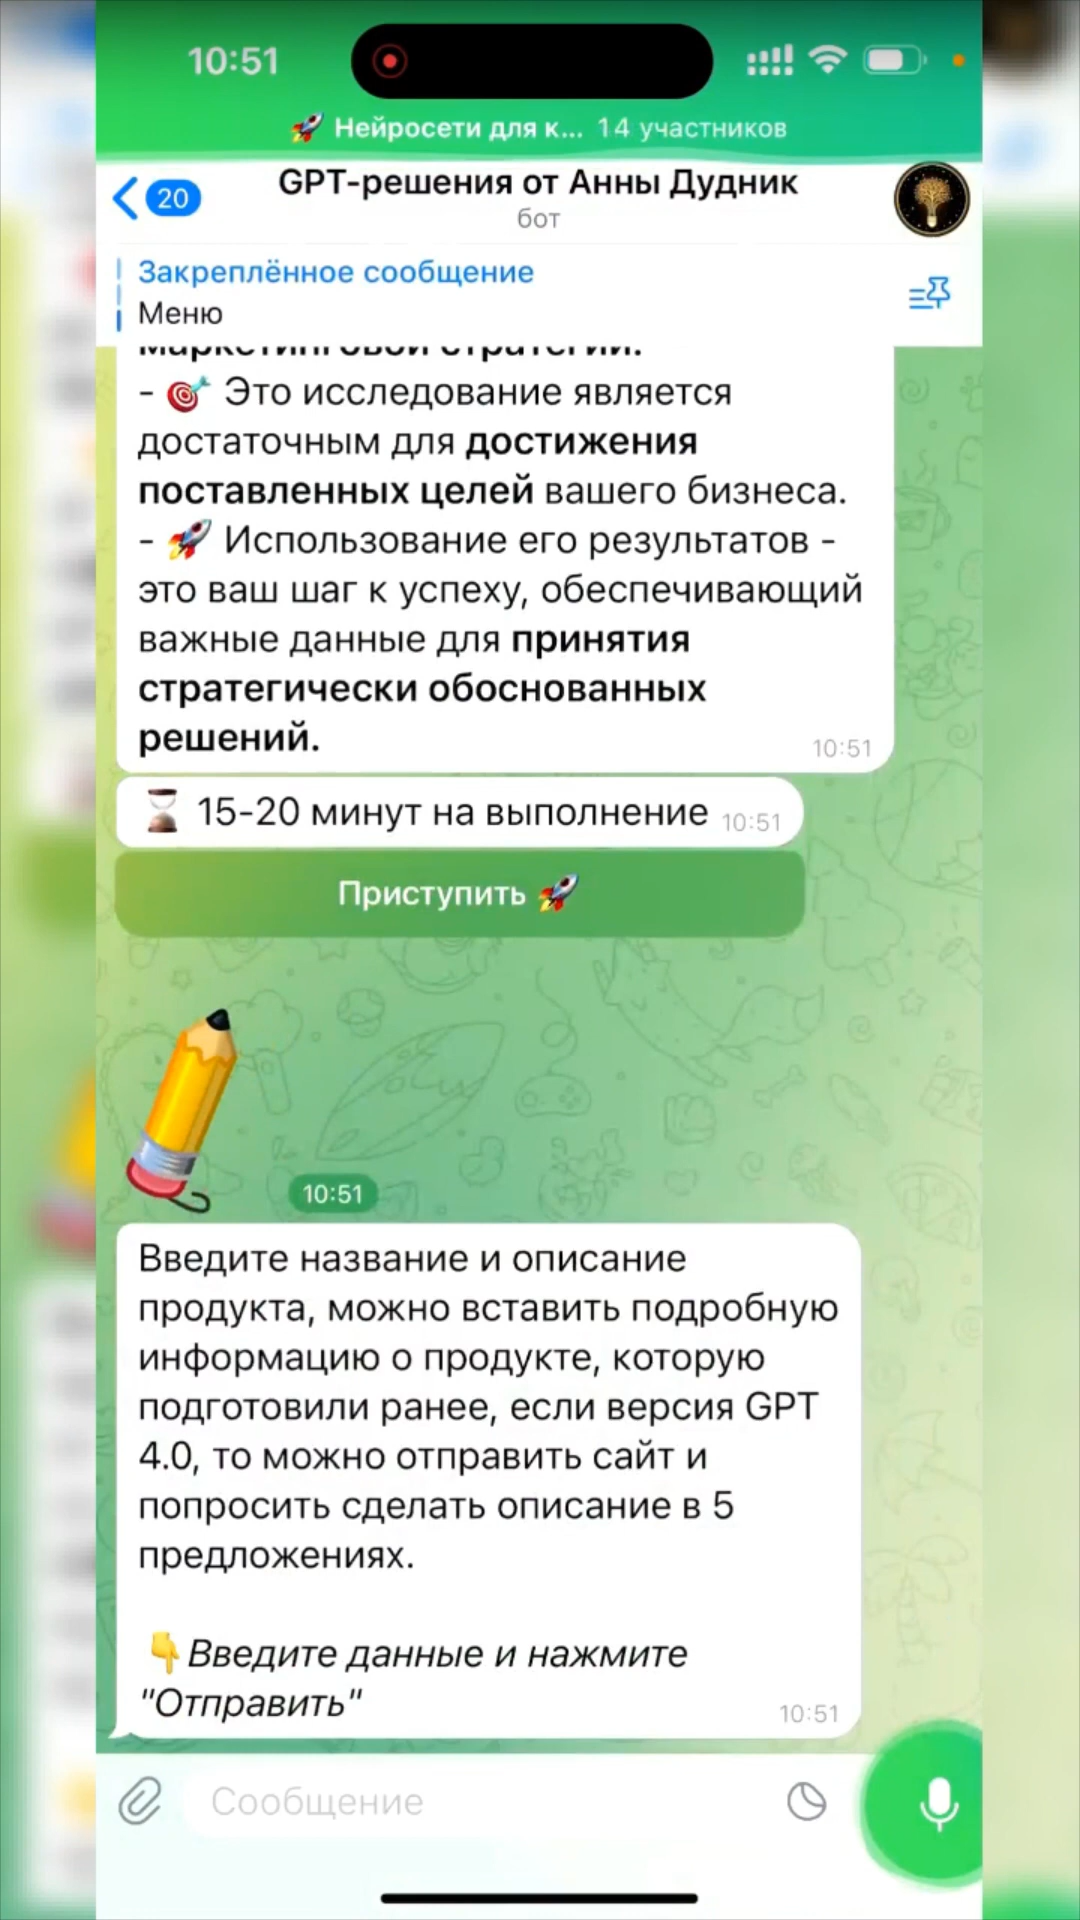 10:51
🚀 Нейросети для к... 14 участников
20
GPT-решения от Анны Дудник
бот
Закреплённое сообщение
Меню
маркетинговой стратегии.
- 🎯 Это исследование является
достаточным для достижения
поставленных целей вашего бизнеса.
- 🚀 Использование его результатов -
это ваш шаг к успеху, обеспечивающий
важные данные для принятия
стратегически обоснованных
решений.
10:51
⏳ 15-20 минут на выполнение 10:51
Приступить 🚀
10:51
Введите название и описание
продукта, можно вставить подробную
информацию о продукте, которую
подготовили ранее, если версия GPT
4.0, то можно отправить сайт и
попросить сделать описание в 5
предложениях.
👇Введите данные и нажмите
"Отправить"
10:51
Сообщение